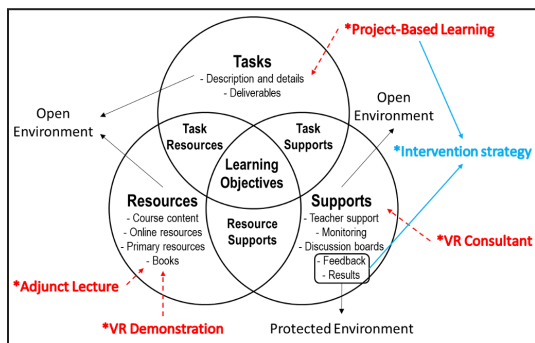 *Project-Based Learning
Tasks
- Description and details
- Deliverables
Open
Environment
Open
Environment
Task
Resources
Task
Supports
*Intervention strategy
Learning
Objectives
Resources
- Course content
- Online resources
- Primary resources
- Books
Supports
- Teacher support
- Monitoring
- Discussion boards
- Feedback
- Results
Resource
Supports
*VR Consultant
*Adjunct Lecture
*VR Demonstration
Protected Environment